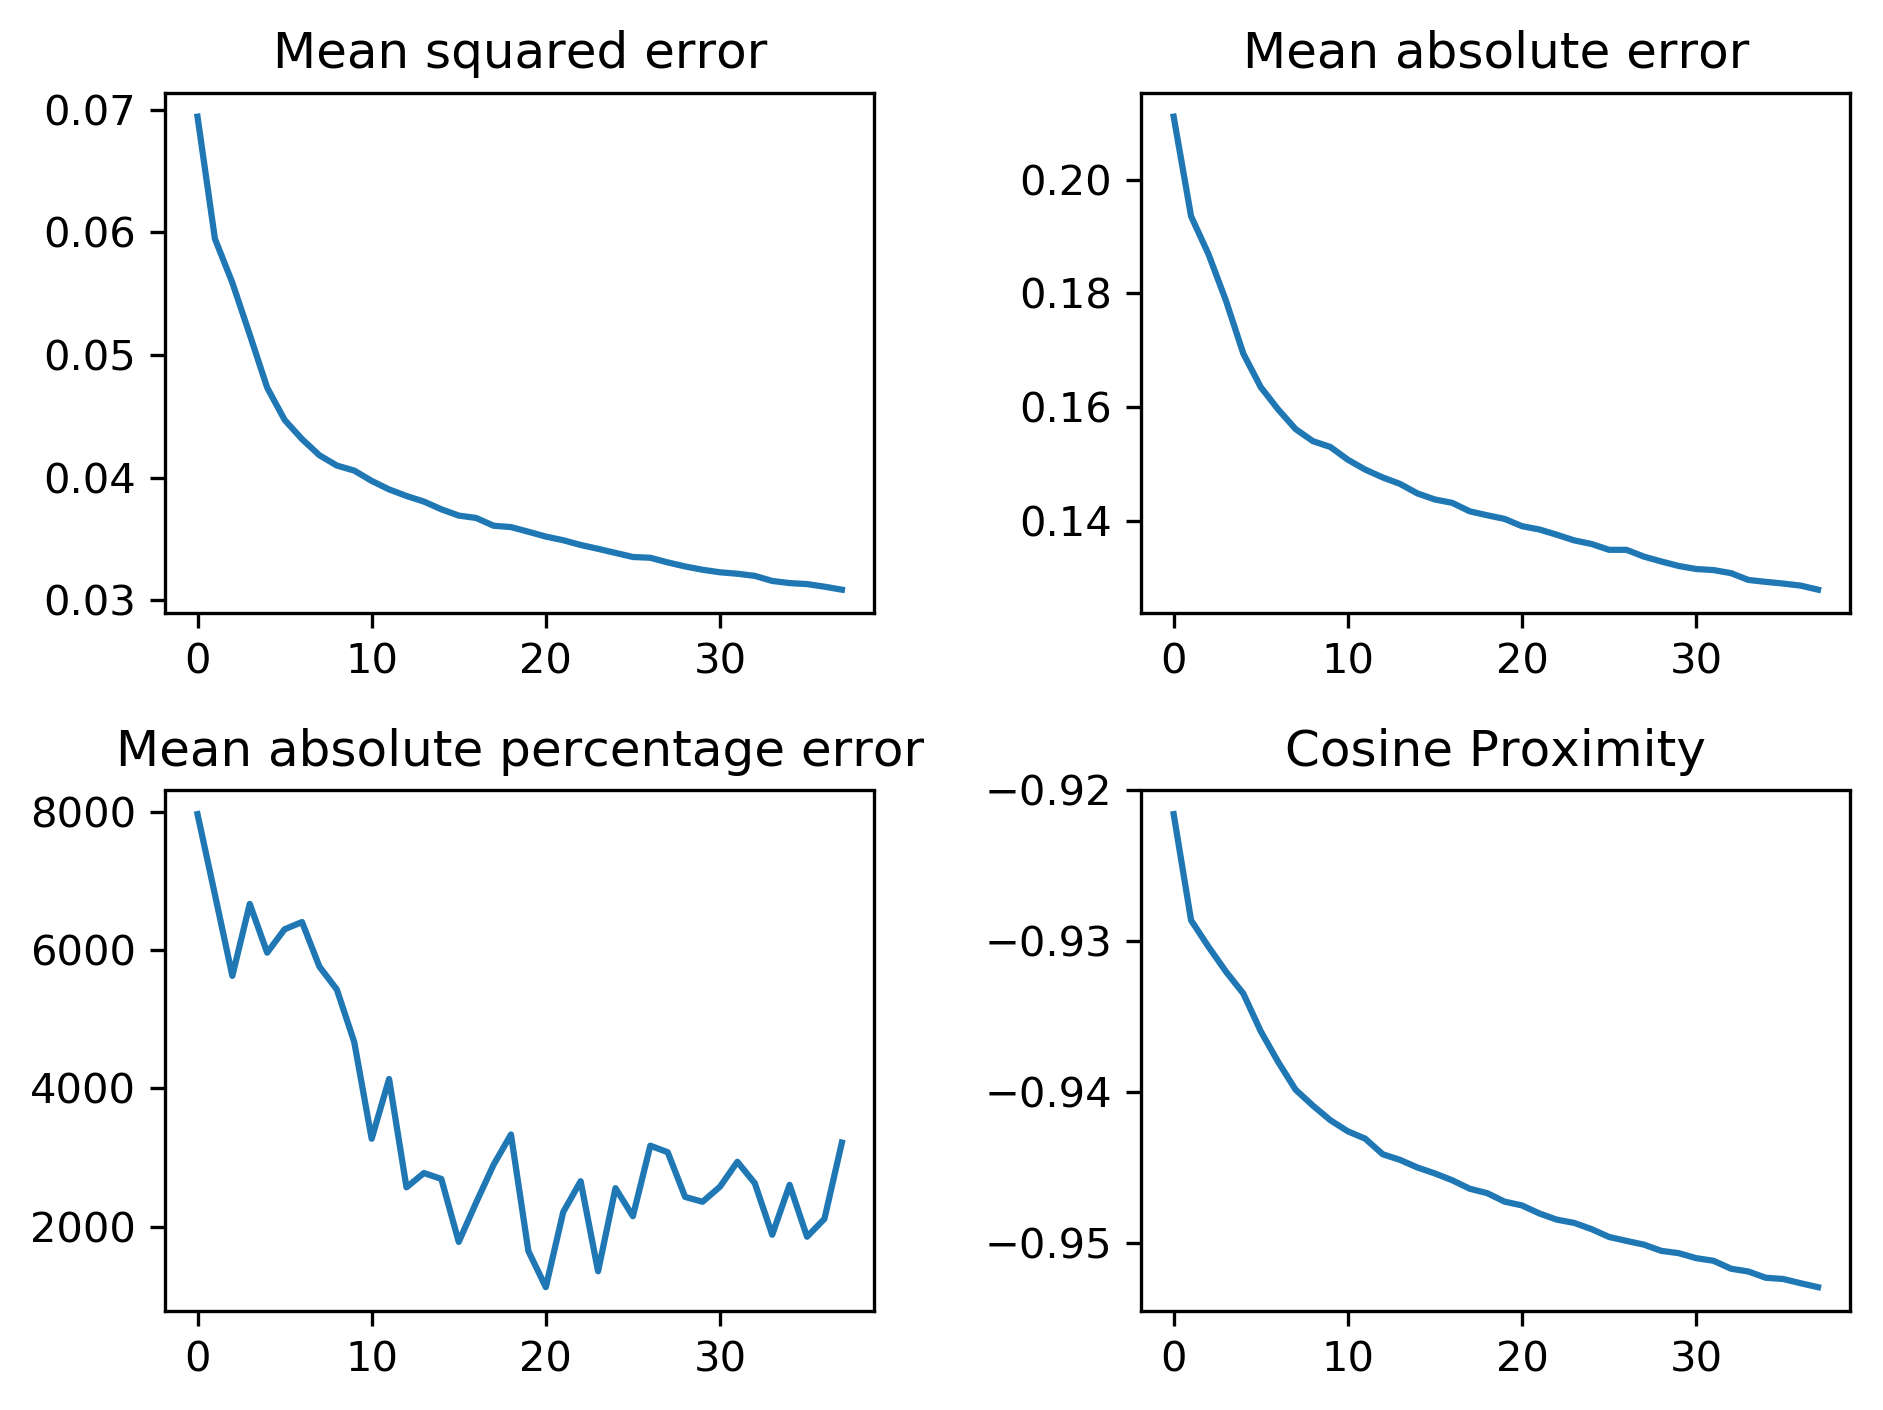 Mean squared error
0.07
0.06
0.05
0.04
0.03
0 10 20 30
Mean absolute error
0.20
0.18
0.16
0.14
0 10 20 30
Mean absolute percentage error
8000
6000
4000
2000
0 10 20 30
Cosine Proximity
−0.92
−0.93
−0.94
−0.95
0 10 20 30